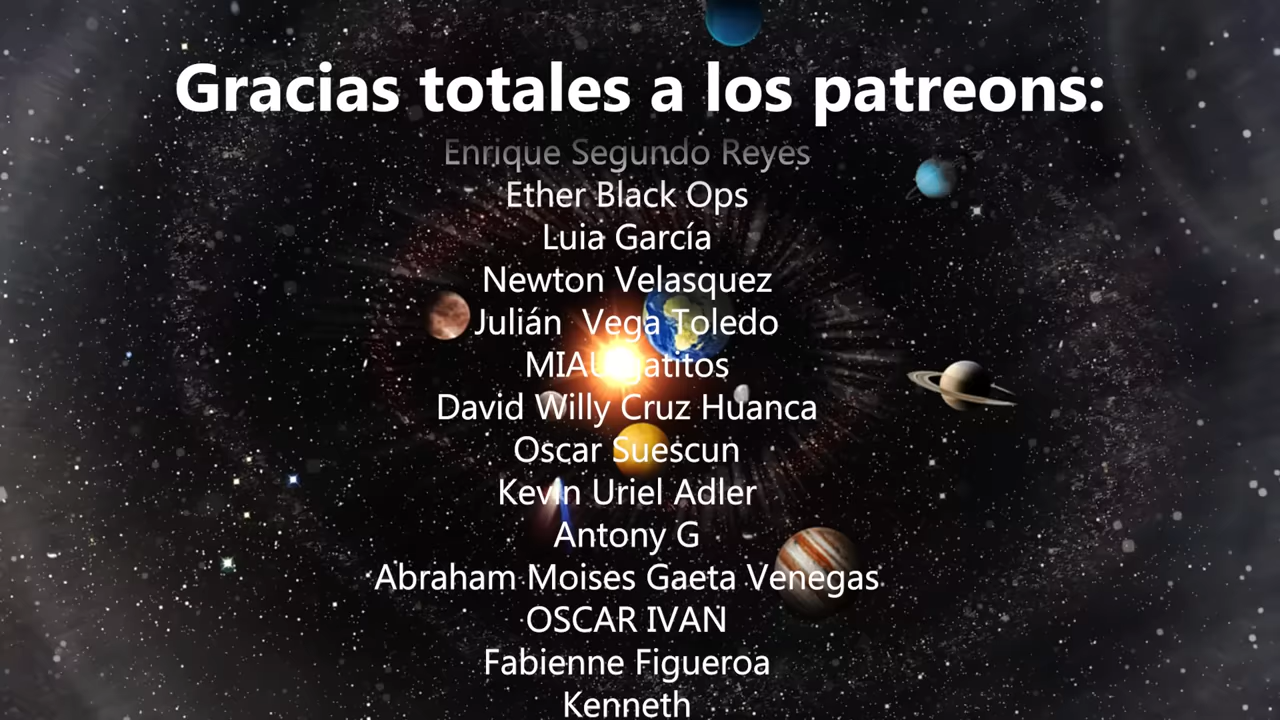 Gracias totales a los patreons:
Enrique Segundo Reyes
Ether Black Ops
Luia García
Newton Velasquez
Julián  Vega Toledo
MIAU gatitos
David Willy Cruz Huanca
Oscar Suescun
Kevin Uriel Adler
Antony G
Abraham Moises Gaeta Venegas
OSCAR IVAN
Fabienne Figueroa
Kenneth